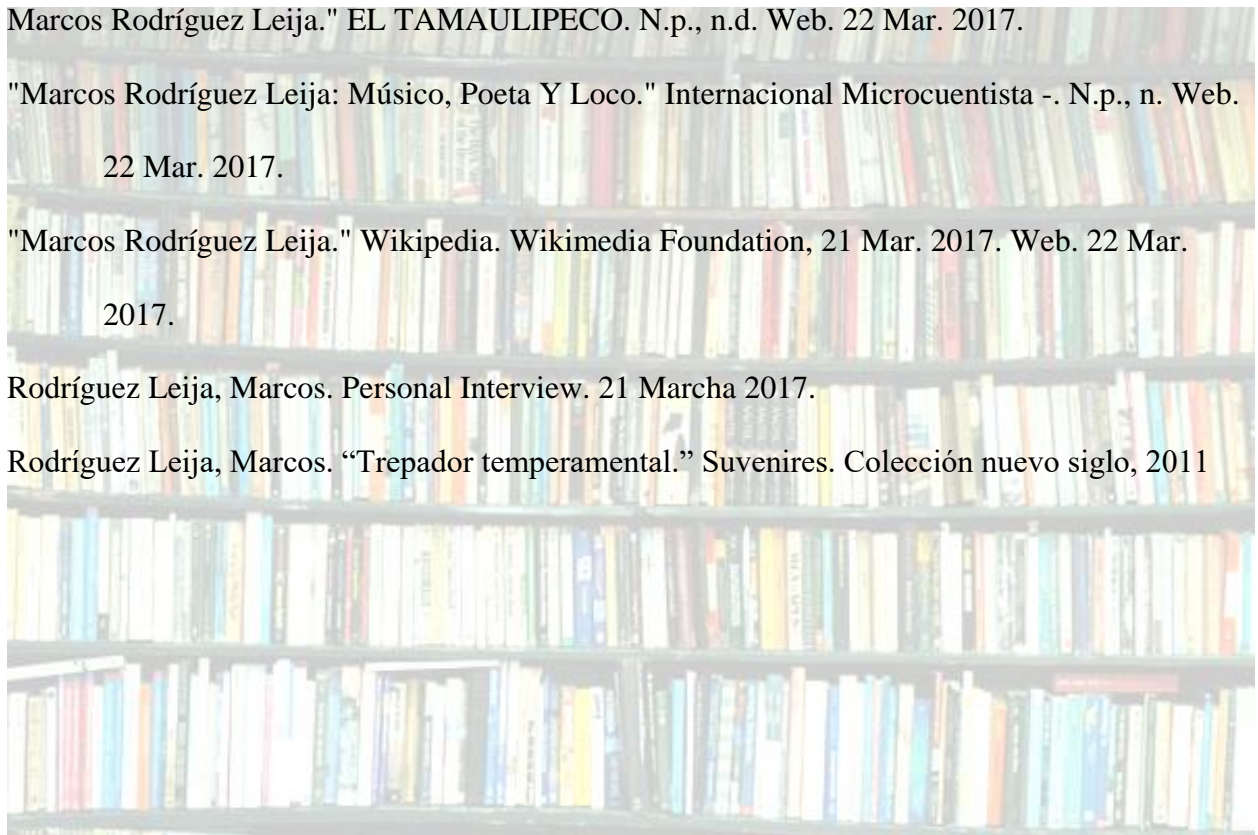 Marcos Rodríguez Leija." EL TAMAULIPECO. N.p., n.d. Web. 22 Mar. 2017.
"Marcos Rodríguez Leija: Músico, Poeta Y Loco." Internacional Microcuentista -. N.p., n. Web.
22 Mar. 2017.
"Marcos Rodríguez Leija." Wikipedia. Wikimedia Foundation, 21 Mar. 2017. Web. 22 Mar.
2017.
Rodríguez Leija, Marcos. Personal Interview. 21 Marcha 2017.
Rodríguez Leija, Marcos. “Trepador temperamental.” Suvenires. Colección nuevo siglo, 2011